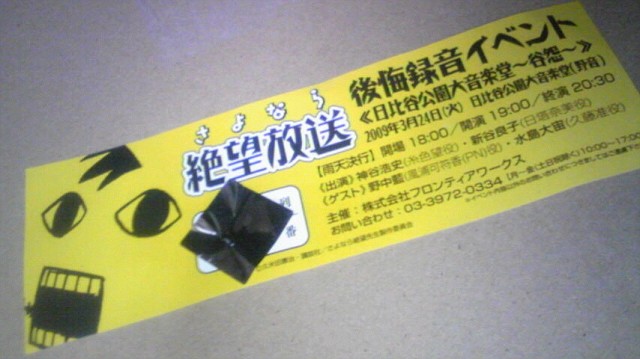 さよなら
絶望放送
後悔録音イベント
≪日比谷公園大音楽堂～谷怨～≫
2009年3月24日(火) 日比谷公園大音楽堂(野音)
【雨天決行】開場 18:00／開演 19:00／終演 20:30
《出演》神谷浩史(糸色望役)・新谷良子(日塔奈美役)
《ゲスト》野中藍(風浦可符香(PN)役)・水島大宙(久藤准役)
主催：株式会社フロンティアワークス
お問い合わせ：03-3972-0334
番